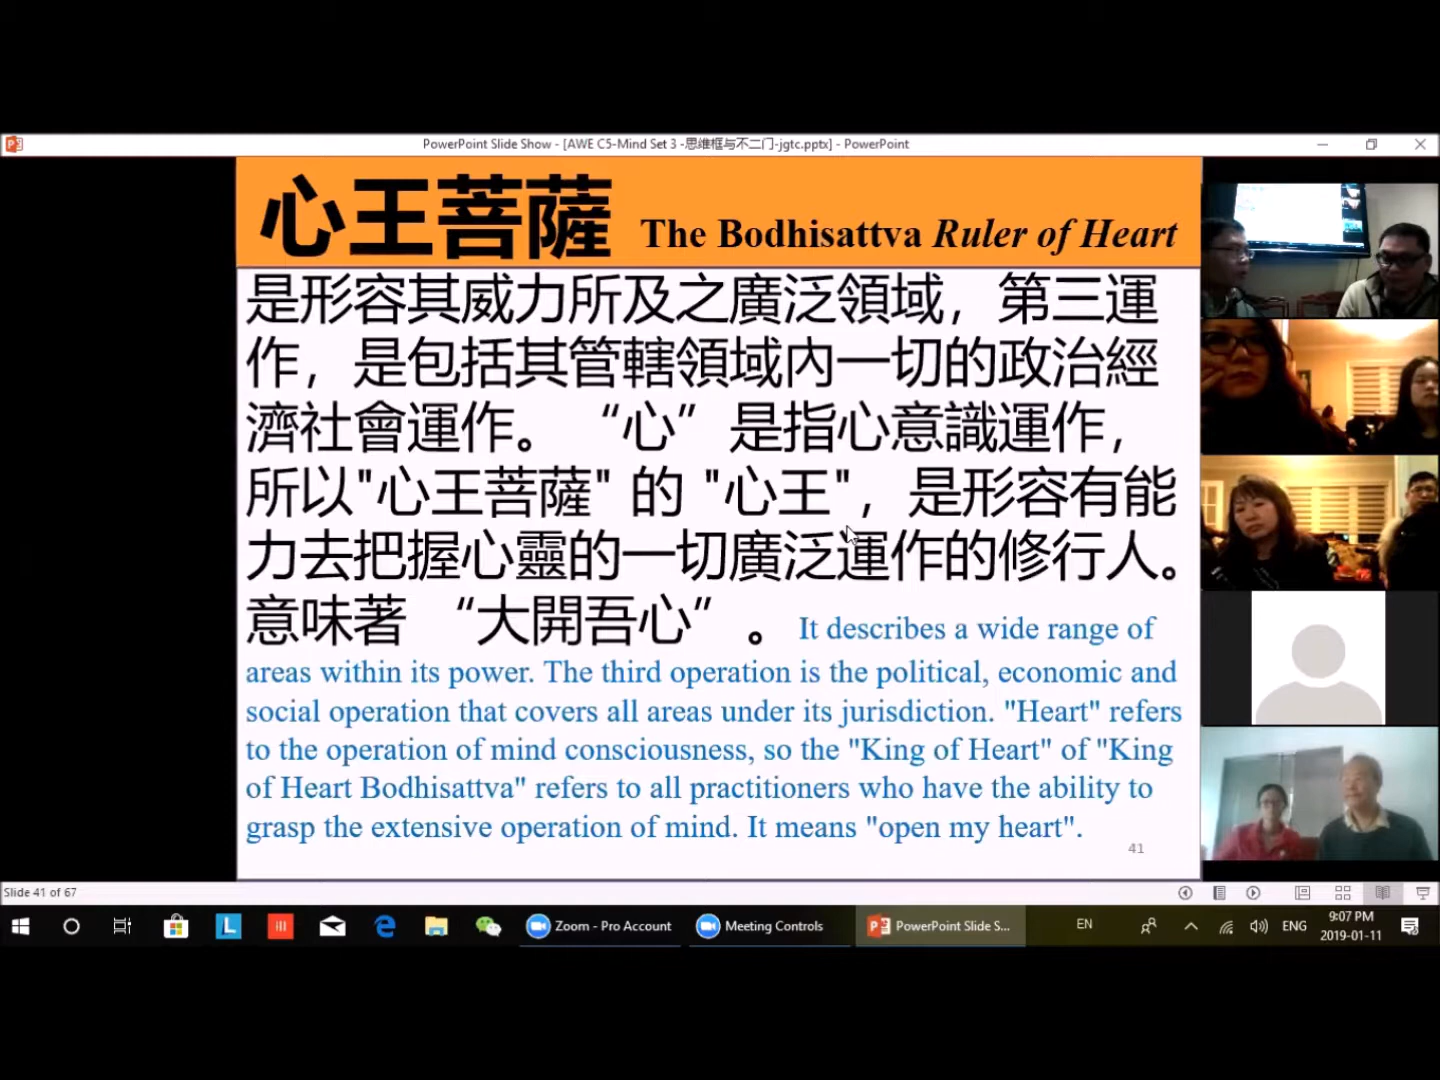 PowerPoint Slide Show - [AWE C5-Mind Set 3 -思维框与不二门-jgtc.pptx] - PowerPoint
心王菩薩 The Bodhisattva Ruler of Heart
是形容其威力所及之廣泛領域，第三運
作，是包括其管轄領域內一切的政治經
濟社會運作。“心”是指心意識運作，
所以"心王菩薩" 的 "心王"，是形容有能
力去把握心靈的一切廣泛運作的修行人。
意味著 “大開吾心” 。 It describes a wide range of
areas within its power. The third operation is the political, economic and
social operation that covers all areas under its jurisdiction. "Heart" refers
to the operation of mind consciousness, so the "King of Heart" of "King
of Heart Bodhisattva" refers to all practitioners who have the ability to
grasp the extensive operation of mind. It means "open my heart".
41
Slide 41 of 67
L
Zoom - Pro Account
Meeting Controls
PowerPoint Slide S...
EN
ENG
9:07 PM
2019-01-11